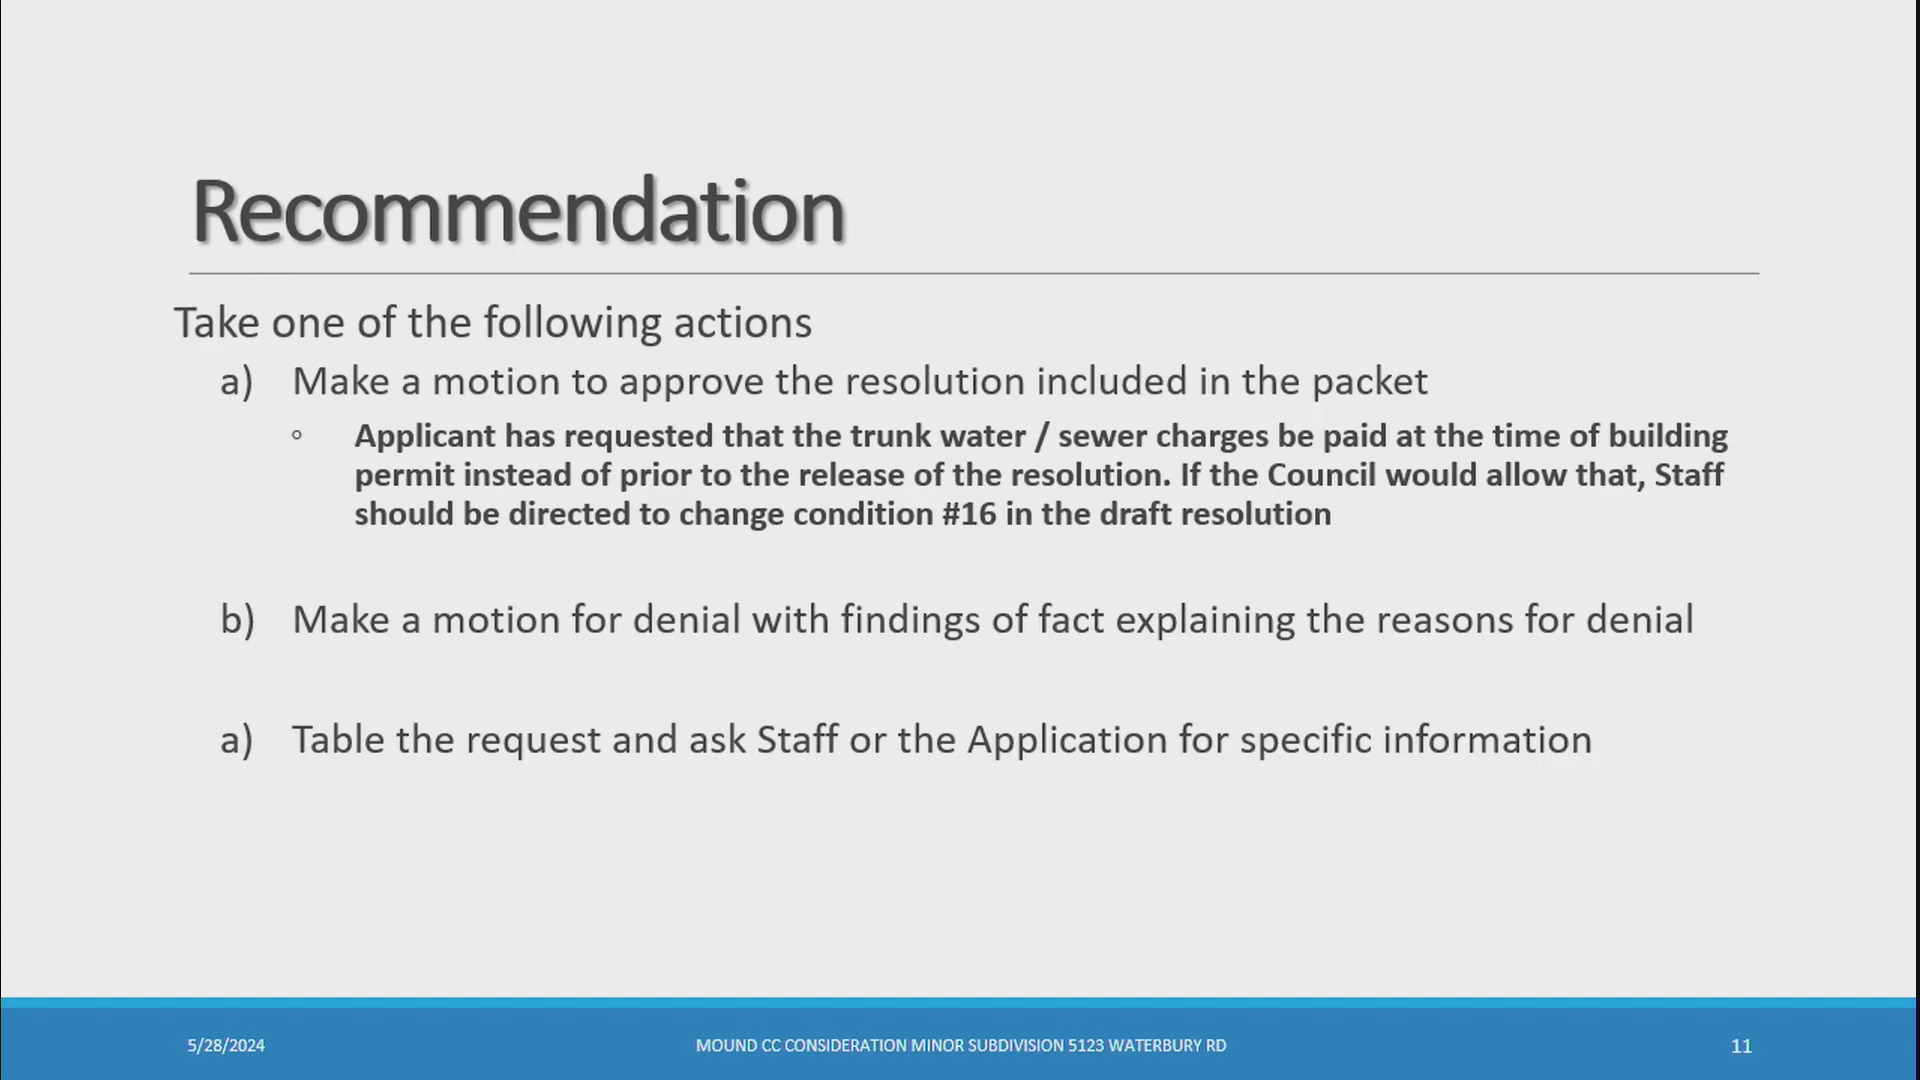 Recommendation
Take one of the following actions
a) Make a motion to approve the resolution included in the packet
◦ Applicant has requested that the trunk water / sewer charges be paid at the time of building
permit instead of prior to the release of the resolution. If the Council would allow that, Staff
should be directed to change condition #16 in the draft resolution
b) Make a motion for denial with findings of fact explaining the reasons for denial
a) Table the request and ask Staff or the Application for specific information
5/28/2024
MOUND CC CONSIDERATION MINOR SUBDIVISION 5123 WATERBURY RD
11